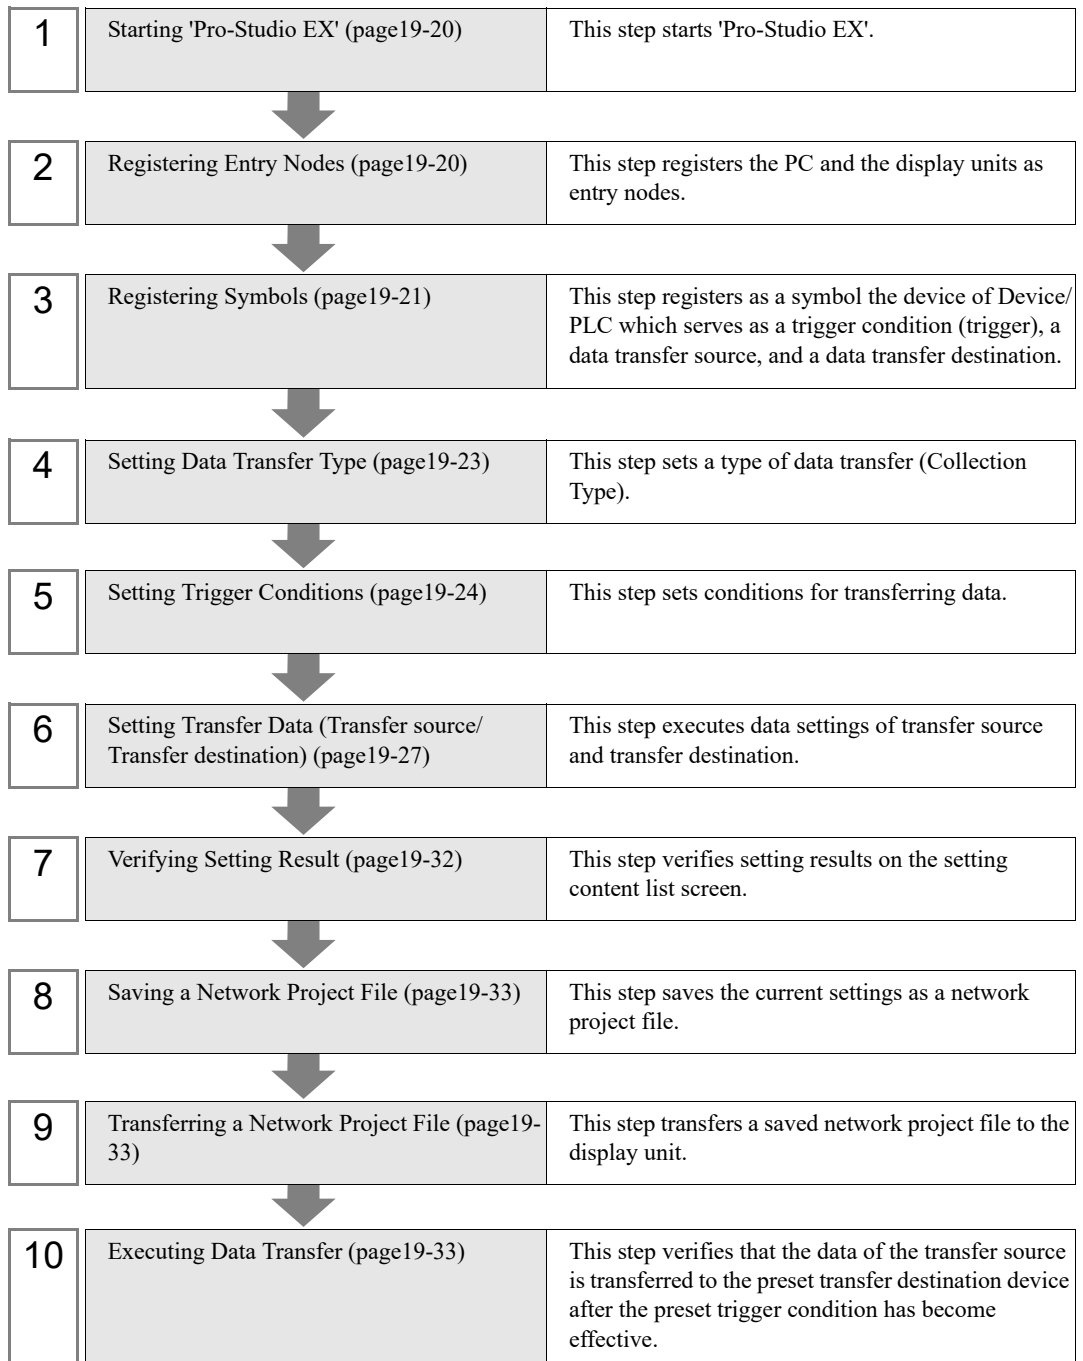 1
Starting 'Pro-Studio EX' (page19-20)
This step starts 'Pro-Studio EX'.
2
Registering Entry Nodes (page19-20)
This step registers the PC and the display units as
entry nodes.
3
Registering Symbols (page19-21)
This step registers as a symbol the device of Device/
PLC which serves as a trigger condition (trigger), a
data transfer source, and a data transfer destination.
4
Setting Data Transfer Type (page19-23)
This step sets a type of data transfer (Collection
Type).
5
Setting Trigger Conditions (page19-24)
This step sets conditions for transferring data.
6
Setting Transfer Data (Transfer source/
Transfer destination) (page19-27)
This step executes data settings of transfer source
and transfer destination.
7
Verifying Setting Result (page19-32)
This step verifies setting results on the setting
content list screen.
8
Saving a Network Project File (page19-33)
This step saves the current settings as a network
project file.
9
Transferring a Network Project File (page19-
33)
This step transfers a saved network project file to the
display unit.
10
Executing Data Transfer (page19-33)
This step verifies that the data of the transfer source
is transferred to the preset transfer destination device
after the preset trigger condition has become
effective.